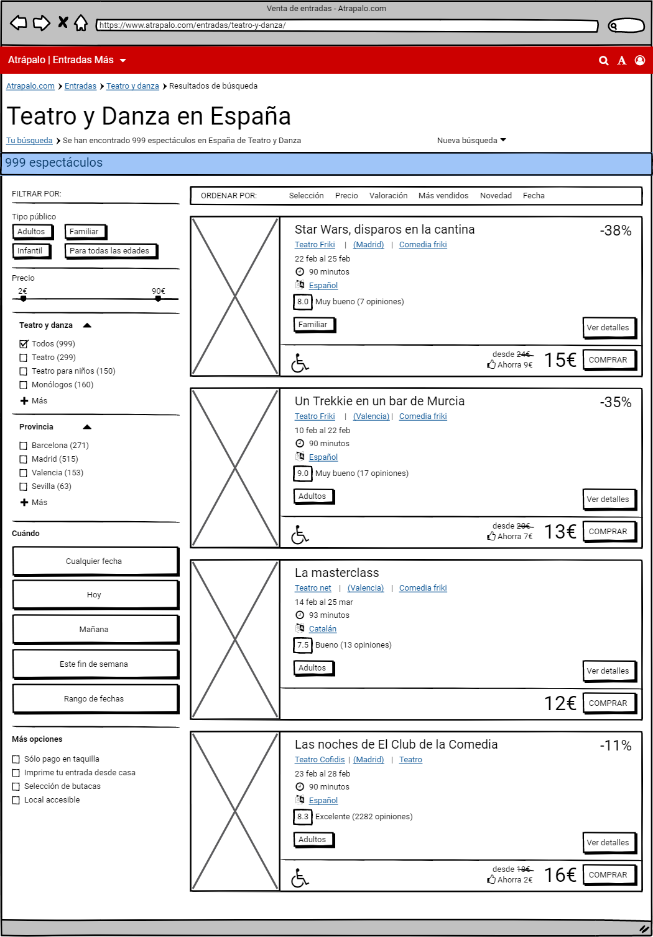 Venta de entradas - Atrapalo.com
https://www.atrapalo.com/entradas/teatro-y-danza/
Atrápalo | Entradas Más
Atrapalo.com Entradas Teatro y danza Resultados de búsqueda
Teatro y Danza en España
Tu búsqueda Se han encontrado 999 espectáculos en España de Teatro y Danza
Nueva búsqueda
999 espectáculos
FILTRAR POR:
Tipo público
Adultos Familiar
Infantil Para todas las edades
Precio
2€ 90€
Teatro y danza
Todos (999)
Teatro (299)
Teatro para niños (150)
Monólogos (160)
Más
Provincia
Barcelona (271)
Madrid (515)
Valencia (153)
Sevilla (63)
Más
Cuándo
Cualquier fecha
Hoy
Mañana
Este fin de semana
Rango de fechas
Más opciones
Sólo pago en taquilla
Imprime tu entrada desde casa
Selección de butacas
Local accesible
ORDENAR POR: Selección Precio Valoración Más vendidos Novedad Fecha
Star Wars, disparos en la cantina -38%
Teatro Friki | (Madrid) | Comedia friki
22 feb al 25 feb
90 minutos
Español
8.0 Muy bueno (7 opiniones)
Familiar
Ver detalles
desde 24€
Ahorra 9€
15€ COMPRAR
Un Trekkie en un bar de Murcia -35%
Teatro Friki | (Valencia) | Comedia friki
10 feb al 22 feb
90 minutos
Español
9.0 Muy bueno (17 opiniones)
Adultos
Ver detalles
desde 20€
Ahorra 7€
13€ COMPRAR
La masterclass
Teatro net | (Valencia) | Comedia friki
14 feb al 25 mar
93 minutos
Catalán
7.5 Bueno (13 opiniones)
Adultos
Ver detalles
12€ COMPRAR
Las noches de El Club de la Comedia -11%
Teatro Cofidis | (Madrid) | Teatro
23 feb al 28 feb
90 minutos
Español
8.3 Excelente (2282 opiniones)
Adultos
Ver detalles
desde 18€
Ahorra 2€
16€ COMPRAR